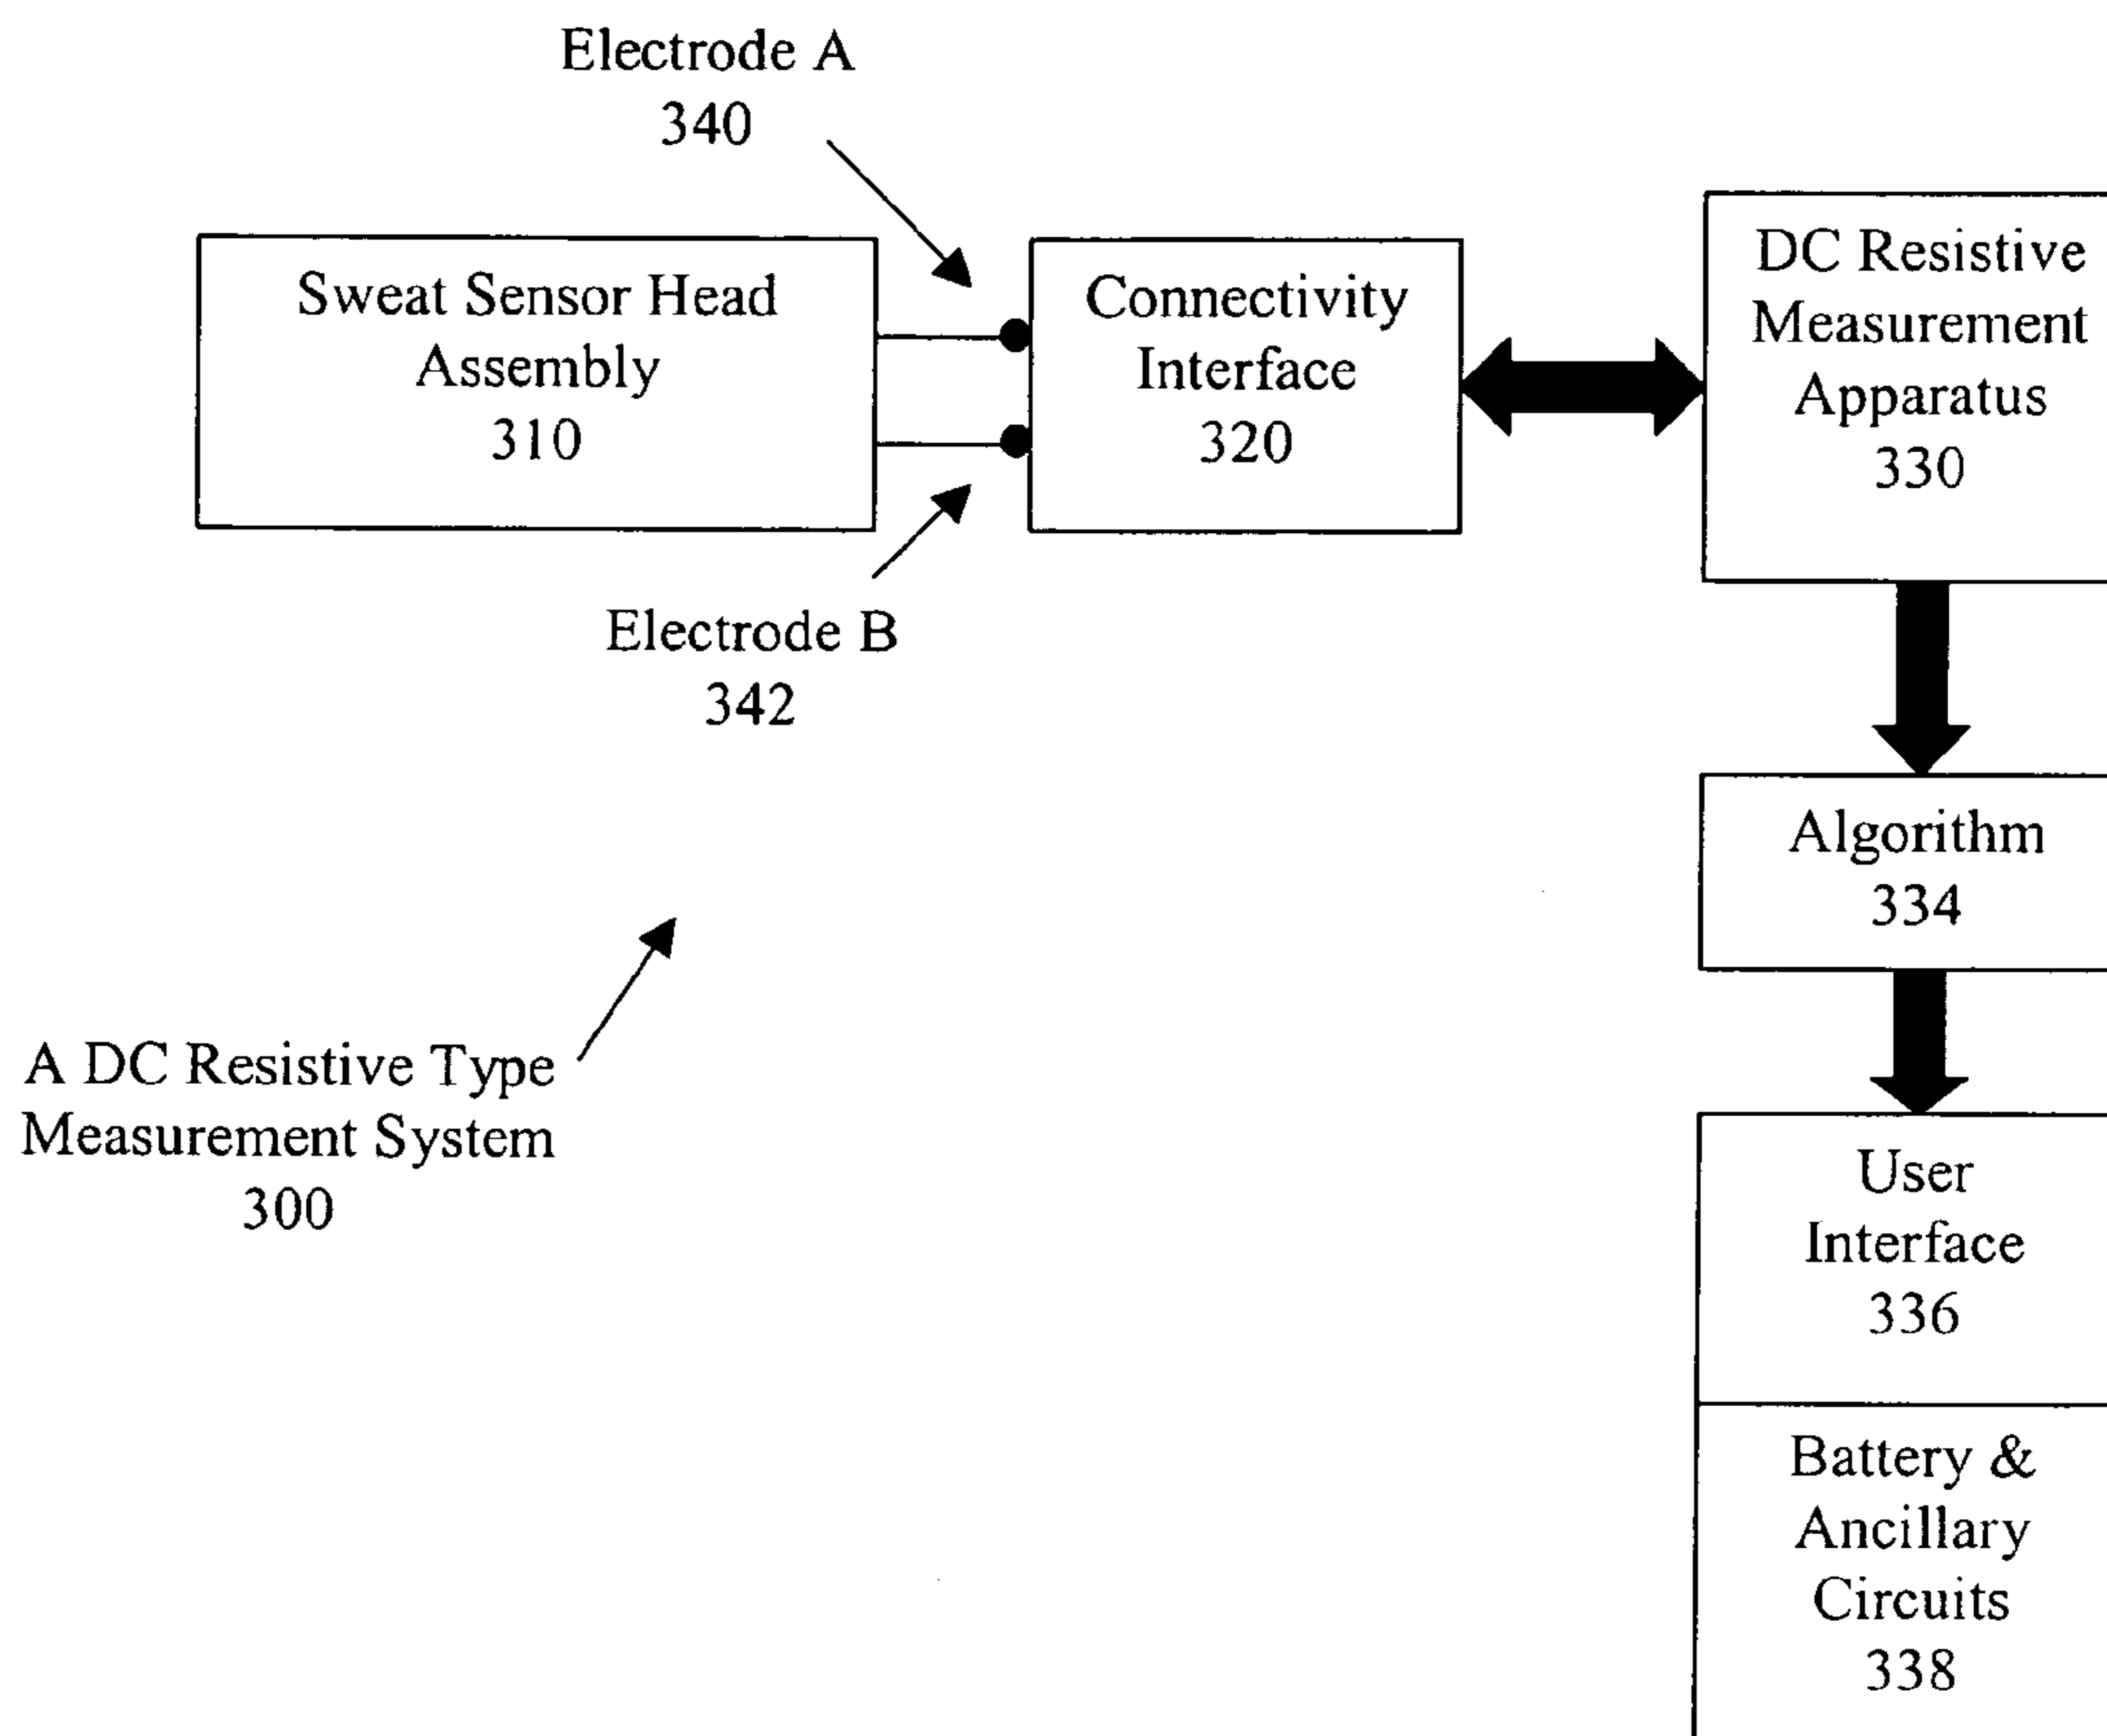 Electrode A
340
Sweat Sensor Head
Assembly
310
Connectivity
Interface
320
DC Resistive
Measurement
Apparatus
330
Electrode B
342
Algorithm
334
A DC Resistive Type
Measurement System
300
User
Interface
336
Battery &
Ancillary
Circuits
338